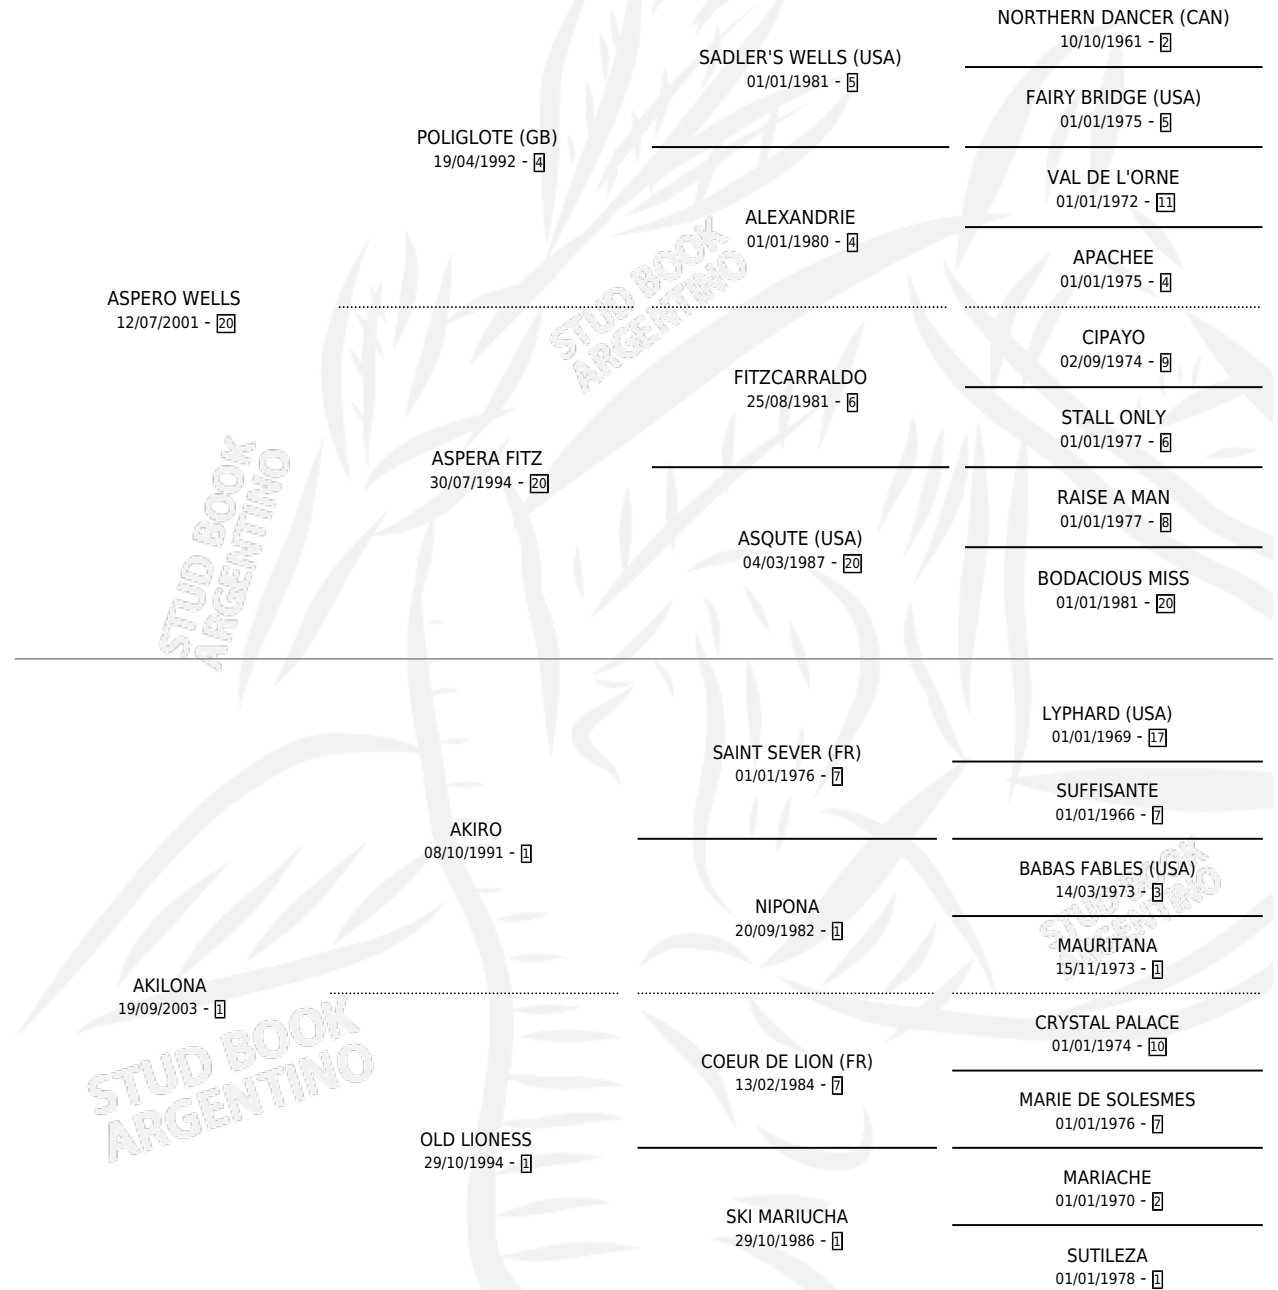 NORTHERN DANCER (CAN)
10/10/1961 - 2
SADLER'S WELLS (USA)
01/01/1981 - 5
FAIRY BRIDGE (USA)
01/01/1975 - 5
POLIGLOTE (GB)
19/04/1992 - 4
VAL DE L'ORNE
01/01/1972 - 11
ALEXANDRIE
01/01/1980 - 4
APACHEE
01/01/1975 - 4
ASPERO WELLS
12/07/2001 - 20
CIPAYO
02/09/1974 - 9
FITZCARRALDO
25/08/1981 - 6
STALL ONLY
01/01/1977 - 6
ASPERA FITZ
30/07/1994 - 20
RAISE A MAN
01/01/1977 - 8
ASQUTE (USA)
04/03/1987 - 20
BODACIOUS MISS
01/01/1981 - 20
LYPHARD (USA)
01/01/1969 - 17
SAINT SEVER (FR)
01/01/1976 - 7
SUFFISANTE
01/01/1966 - 7
AKIRO
08/10/1991 - 1
BABAS FABLES (USA)
14/03/1973 - 3
NIPONA
20/09/1982 - 1
MAURITANA
15/11/1973 - 1
AKILONA
19/09/2003 - 1
CRYSTAL PALACE
01/01/1974 - 10
COEUR DE LION (FR)
13/02/1984 - 7
MARIE DE SOLESMES
01/01/1976 - 7
OLD LIONESS
29/10/1994 - 1
MARIACHE
01/01/1970 - 2
SKI MARIUCHA
29/10/1986 - 1
SUTILEZA
01/01/1978 - 1
STUD BOOK
ARGENTINO
STUD BOOK
ARGENTINO
STUD BOOK
ARGENTINO
STUD BOOK
ARGENTINO